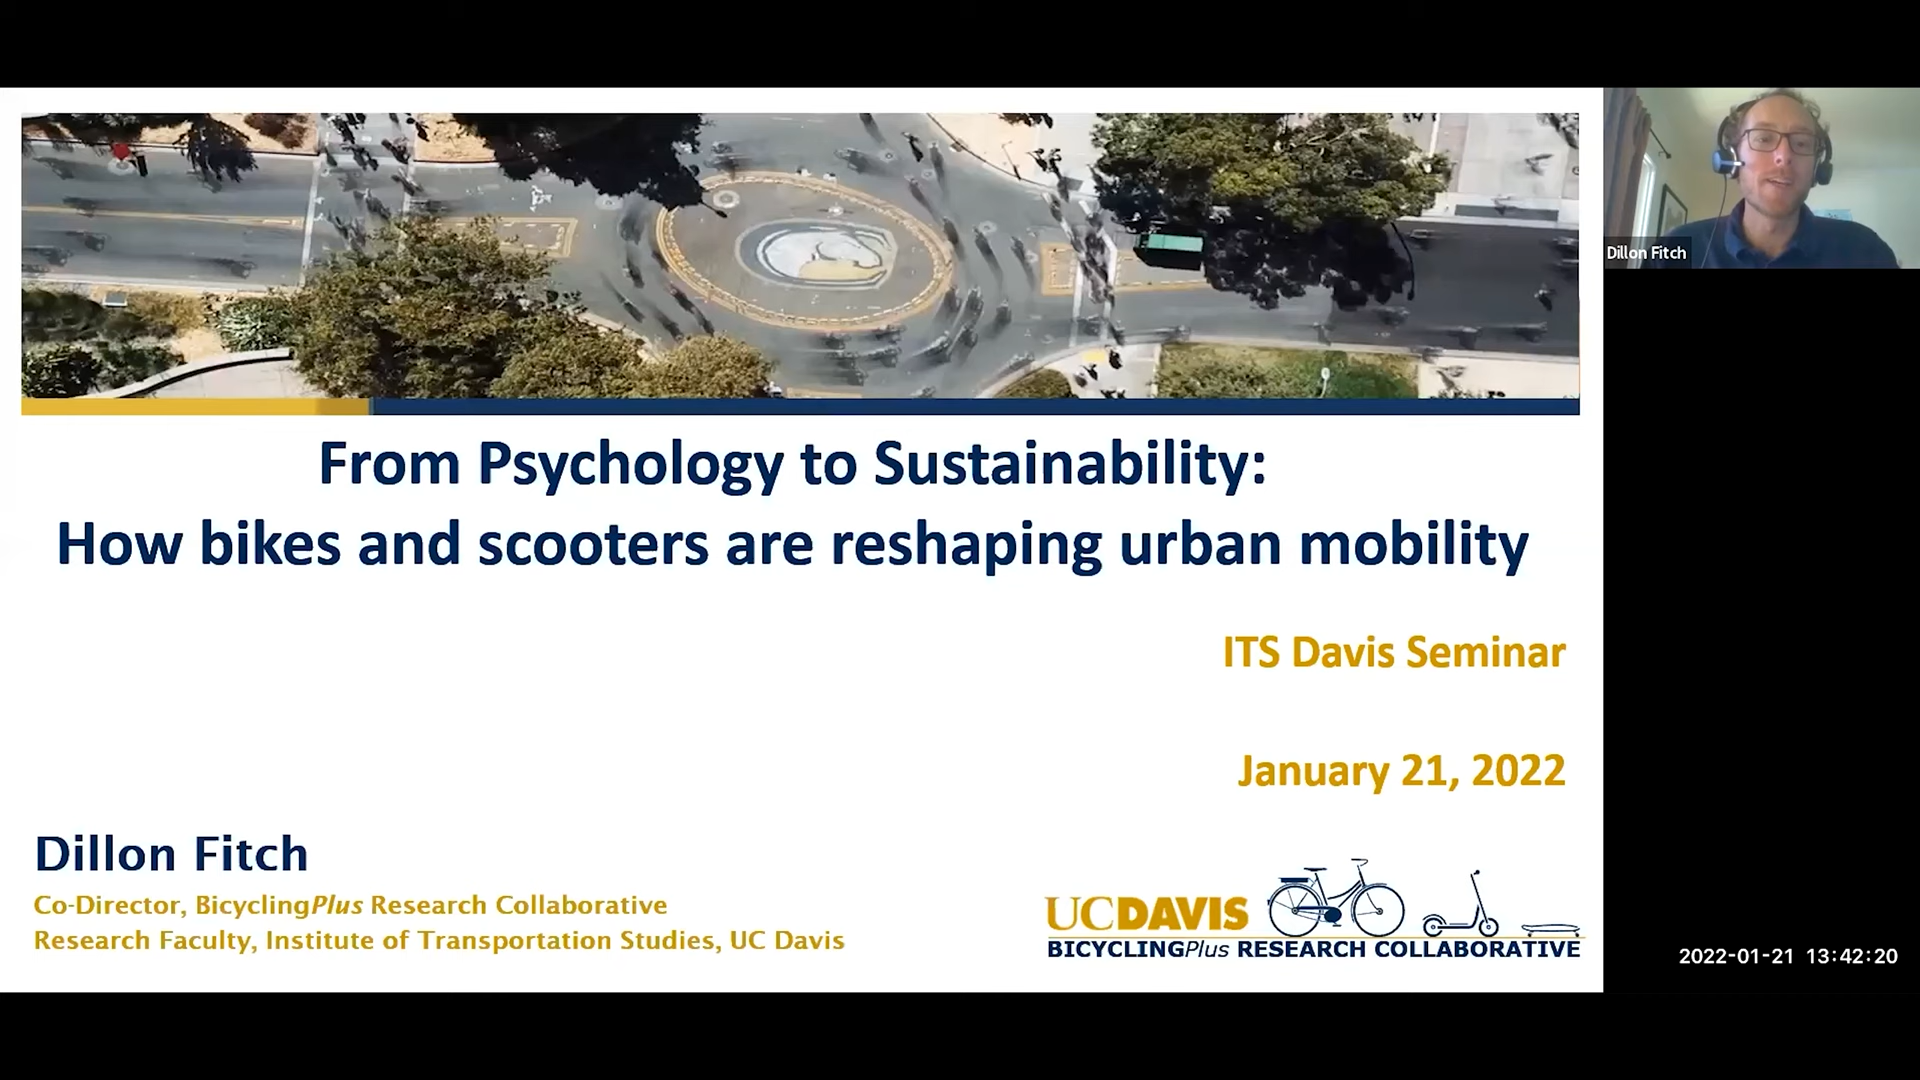 From Psychology to Sustainability:
How bikes and scooters are reshaping urban mobility
ITS Davis Seminar
January 21, 2022
Dillon Fitch
Co-Director, BicyclingPlus Research Collaborative
Research Faculty, Institute of Transportation Studies, UC Davis
UCDAVIS
BICYCLINGPlus RESEARCH COLLABORATIVE
Dillon Fitch
2022-01-21 13:42:20